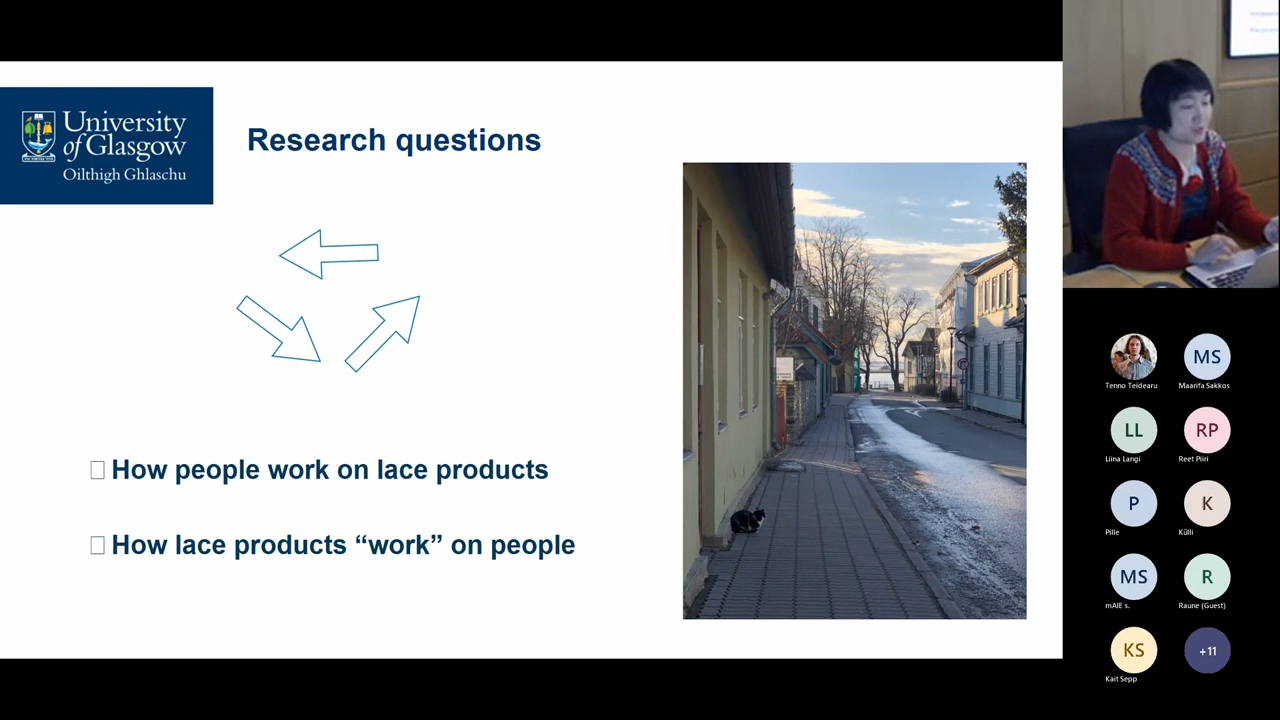 University
of Glasgow
Oilthigh Ghlaschu
Research questions
How people work on lace products
How lace products “work” on people
Tenno Teidearu
MS
Maarifa Sakkos
LL
Liina Langi
RP
Reet Piiri
P
Pille
K
Külli
MS
mAIE s.
R
Raune (Guest)
KS
Kait Sepp
+11